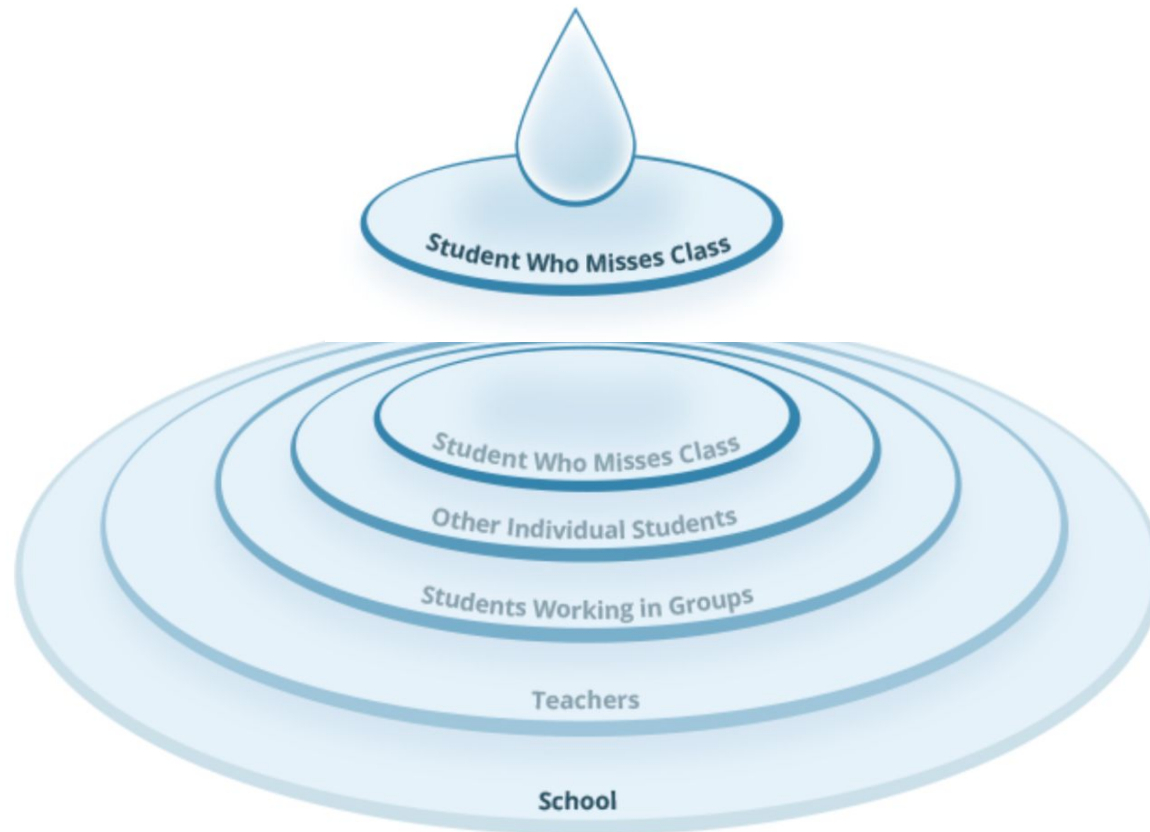 Student Who Misses Class
Student Who Misses Class
Other Individual Students
Students Working in Groups
Teachers
School